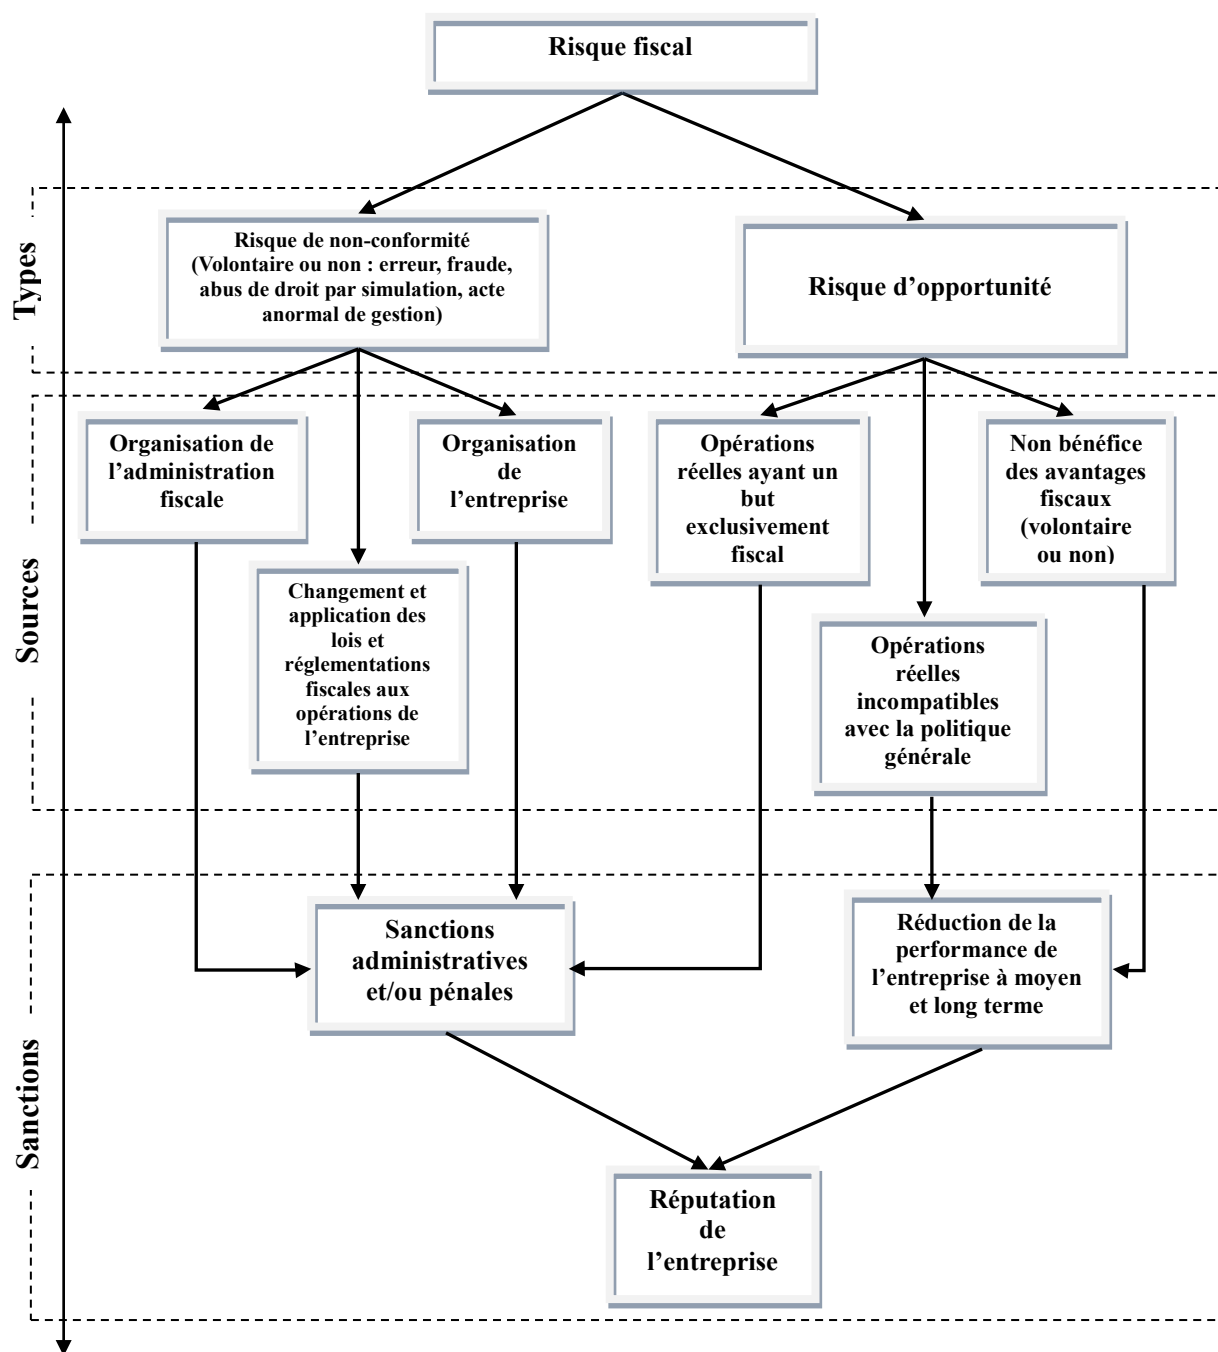 Risque fiscal
Types
Risque de non-conformité
(Volontaire ou non : erreur, fraude,
abus de droit par simulation, acte
anormal de gestion)
Risque d’opportunité
Sources
Organisation de
l’administration
fiscale
Organisation
de
l’entreprise
Opérations
réelles ayant un
but
exclusivement
fiscal
Non bénéfice
des avantages
fiscaux
(volontaire
ou non)
Changement et
application des
lois et
réglementations
fiscales aux
opérations de
l’entreprise
Opérations
réelles
incompatibles
avec la politique
générale
Sanctions
Sanctions
administratives
et/ou pénales
Réduction de la
performance de
l’entreprise à moyen
et long terme
Réputation
de
l’entreprise